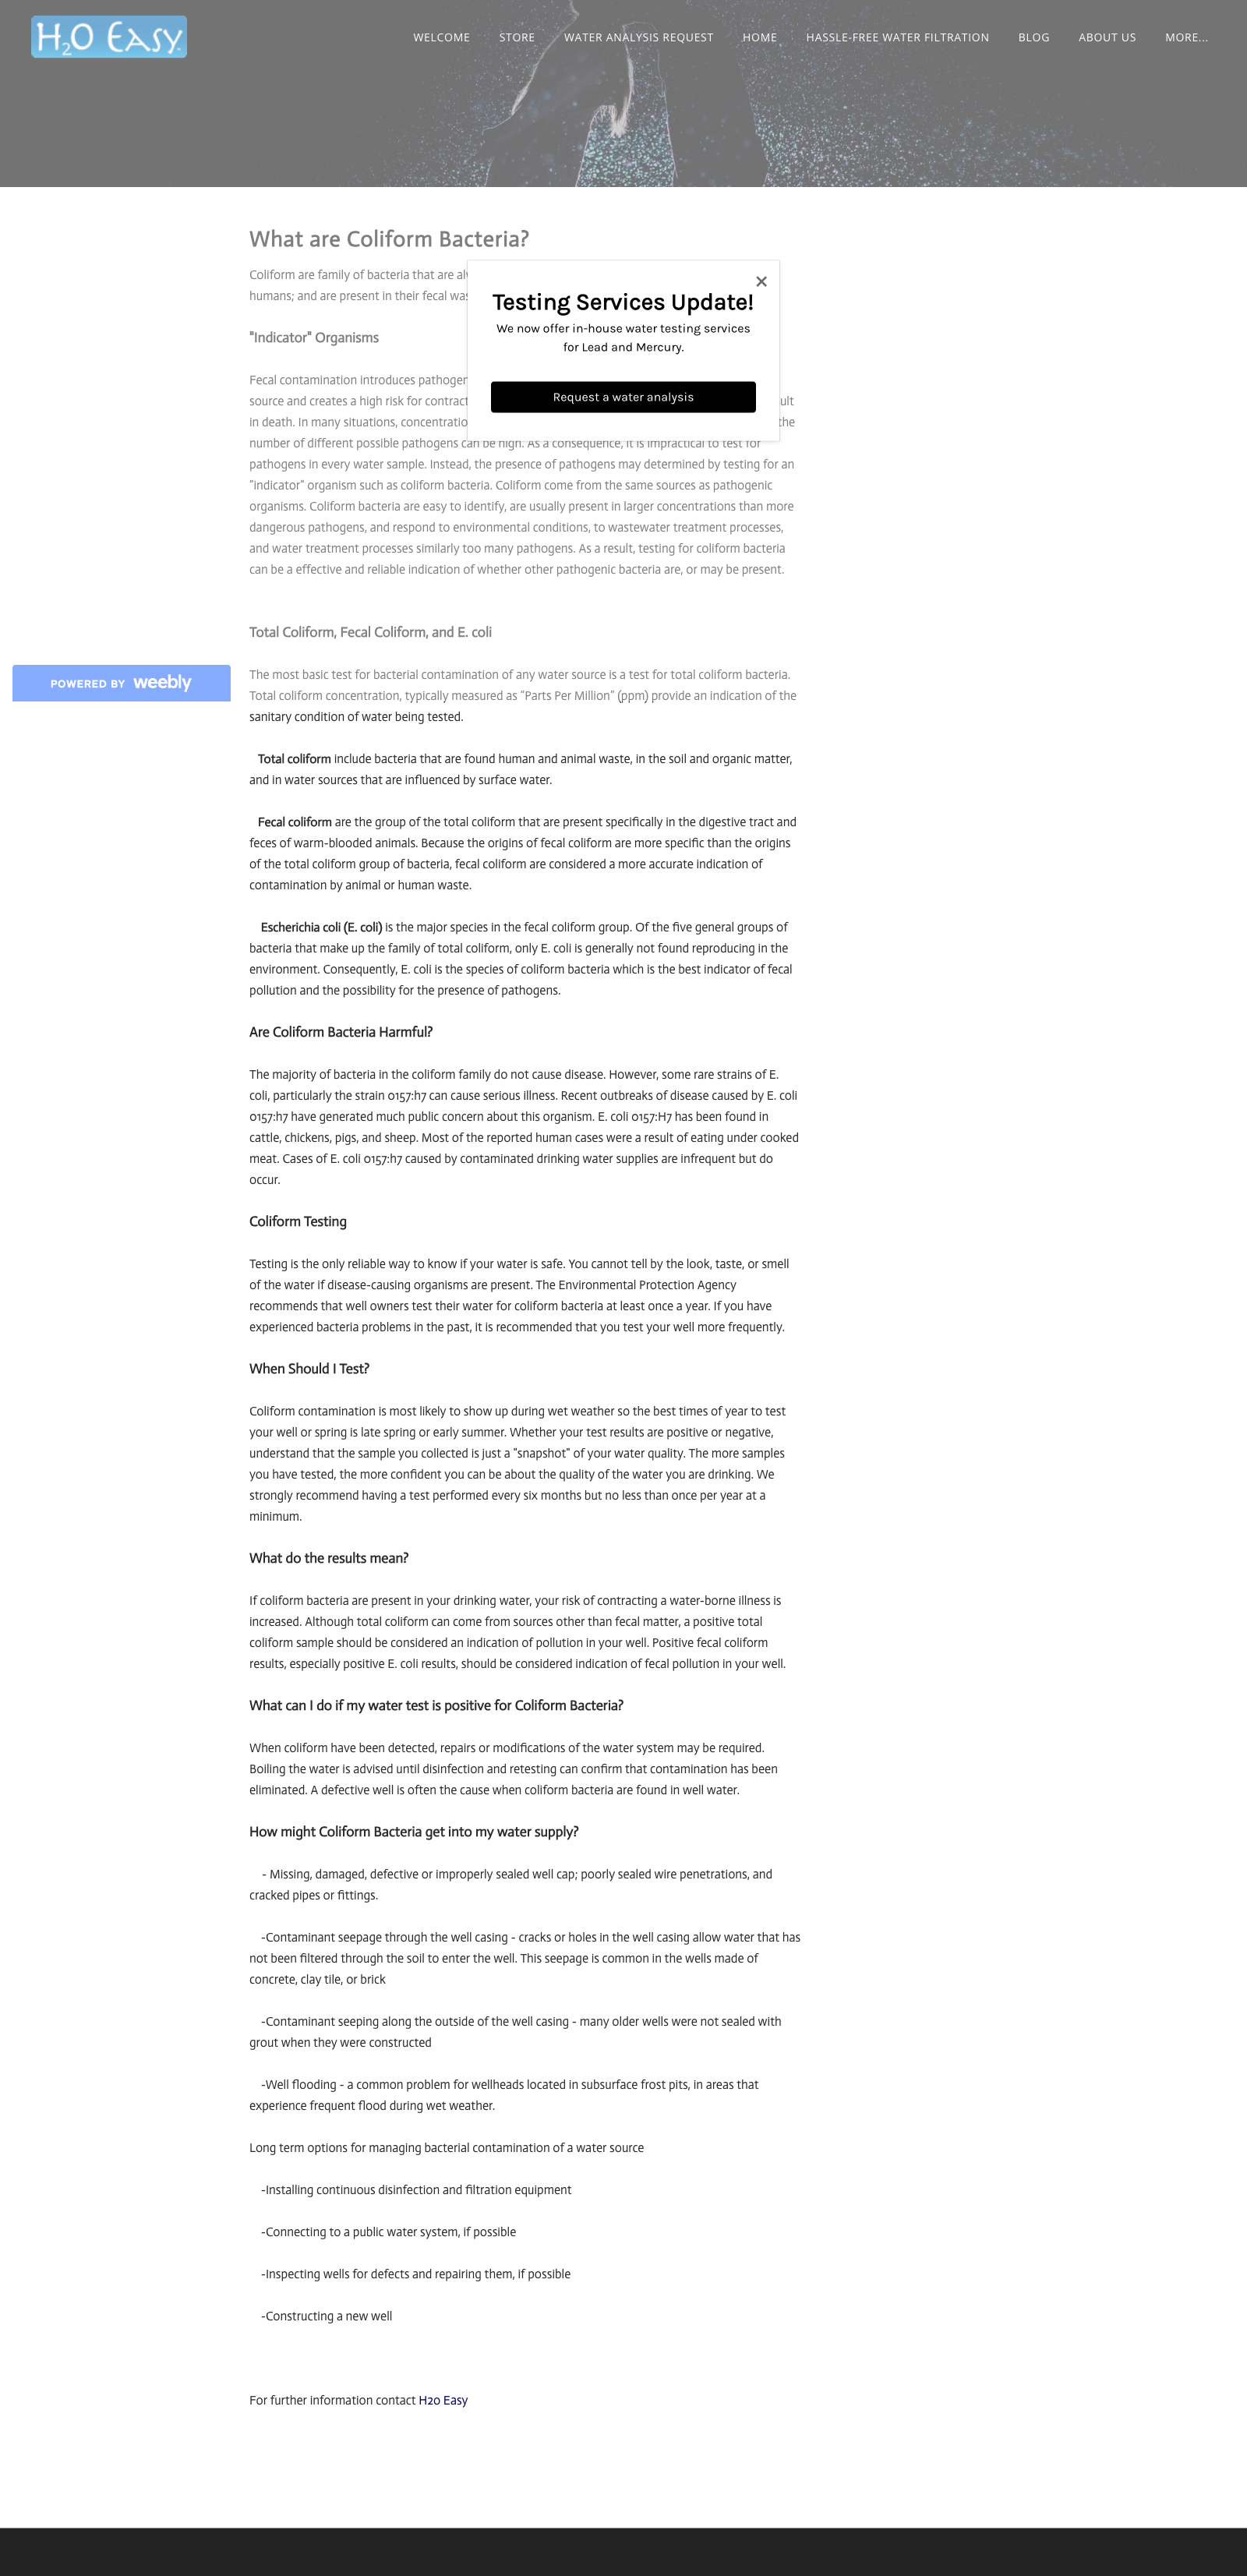 H2O Easy
WELCOME STORE WATER ANALYSIS REQUEST HOME HASSLE-FREE WATER FILTRATION BLOG ABOUT US MORE...
What are Coliform Bacteria?
Coliform are family of bacteria that are
humans; and are present in their fecal
Testing Services Update!
We now offer in-house water testing services
for Lead and Mercury.
Request a water analysis
"Indicator" Organisms
Fecal contamination introduces
source and creates a high risk for
in death. In many situations, the
number of different possible pathogens can be high. As a consequence, it is impractical to test for
pathogens in every water sample. Instead, the presence of pathogens may determined by testing for an
"indicator" organism such as coliform bacteria. Coliform come from the same sources as pathogenic
organisms. Coliform bacteria are easy to identify, are usually present in larger concentrations than more
dangerous pathogens, and respond to environmental conditions, to wastewater treatment processes,
and water treatment processes similarly too many pathogens. As a result, testing for coliform bacteria
can be a effective and reliable indication of whether other pathogenic bacteria are, or may be present.
Total Coliform, Fecal Coliform, and E. coli
The most basic test for bacterial contamination of any water source is a test for total coliform bacteria.
Total coliform concentration, typically measured as "Parts Per Million" (ppm) provide an indication of the
sanitary condition of water being tested.
POWERED BY weebly
Total coliform include bacteria that are found human and animal waste, in the soil and organic matter,
and in water sources that are influenced by surface water.
Fecal coliform are the group of the total coliform that are present specifically in the digestive tract and
feces of warm-blooded animals. Because the origins of fecal coliform are more specific than the origins
of the total coliform group of bacteria, fecal coliform are considered a more accurate indication of
contamination by animal or human waste.
Escherichia coli (E. coli) is the major species in the fecal coliform group. Of the five general groups of
bacteria that make up the family of total coliform, only E. coli is generally not found reproducing in the
environment. Consequently, E. coli is the species of coliform bacteria which is the best indicator of fecal
pollution and the possibility for the presence of pathogens.
Are Coliform Bacteria Harmful?
The majority of bacteria in the coliform family do not cause disease. However, some rare strains of E.
coli, particularly the strain 0157:h7 can cause serious illness. Recent outbreaks of disease caused by E. coli
0157:h7 have generated much public concern about this organism. E. coli 0157:H7 has been found in
cattle, chickens, pigs, and sheep. Most of the reported human cases were a result of eating under cooked
meat. Cases of E. coli 0157:h7 caused by contaminated drinking water supplies are infrequent but do
occur.
Coliform Testing
Testing is the only reliable way to know if your water is safe. You cannot tell by the look, taste, or smell
of the water if disease-causing organisms are present. The Environmental Protection Agency
recommends that well owners test their water for coliform bacteria at least once a year. If you have
experienced bacteria problems in the past, it is recommended that you test your well more frequently.
When Should I Test?
Coliform contamination is most likely to show up during wet weather so the best times of year to test
your well or spring is late spring or early summer. Whether your test results are positive or negative,
understand that the sample you collected is just a "snapshot" of your water quality. The more samples
you have tested, the more confident you can be about the quality of the water you are drinking. We
strongly recommend having a test performed every six months but no less than once per year at a
minimum.
What do the results mean?
If coliform bacteria are present in your drinking water, your risk of contracting a water-borne illness is
increased. Although total coliform can come from sources other than fecal matter, a positive total
coliform sample should be considered an indication of pollution in your well. Positive fecal coliform
results, especially positive E. coli results, should be considered indication of fecal pollution in your well.
What can I do if my water test is positive for Coliform Bacteria?
When coliform have been detected, repairs or modifications of the water system may be required.
Boiling the water is advised until disinfection and retesting can confirm that contamination has been
eliminated. A defective well is often the cause when coliform bacteria are found in well water.
How might Coliform Bacteria get into my water supply?
- Missing, damaged, defective or improperly sealed well cap; poorly sealed wire penetrations, and
cracked pipes or fittings.
-Contaminant seepage through the well casing - cracks or holes in the well casing allow water that has
not been filtered through the soil to enter the well. This seepage is common in the wells made of
concrete, clay tile, or brick
-Contaminant seeping along the outside of the well casing - many older wells were not sealed with
grout when they were constructed
-Well flooding - a common problem for wellheads located in subsurface frost pits, in areas that
experience frequent flood during wet weather.
Long term options for managing bacterial contamination of a water source
-Installing continuous disinfection and filtration equipment
-Connecting to a public water system, if possible
-Inspecting wells for defects and repairing them, if possible
-Constructing a new well
For further information contact H2o Easy